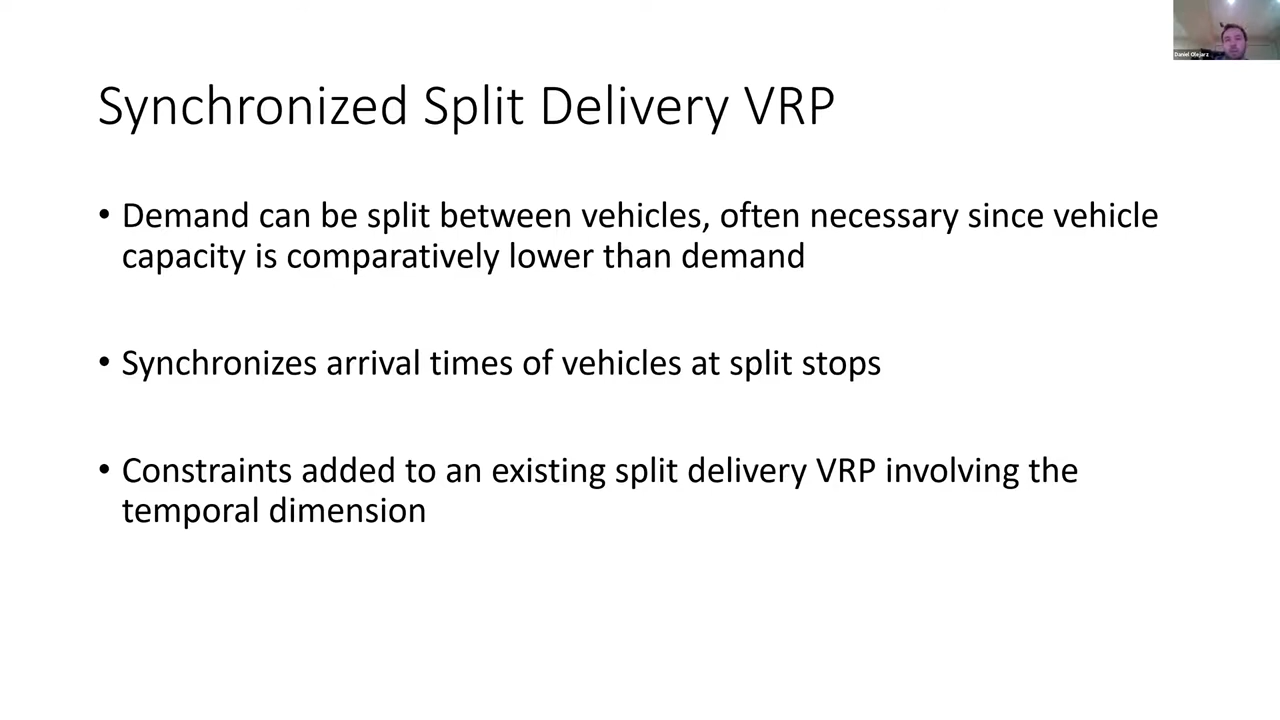 Daniel Olejarz
Synchronized Split Delivery VRP
• Demand can be split between vehicles, often necessary since vehicle
capacity is comparatively lower than demand
• Synchronizes arrival times of vehicles at split stops
• Constraints added to an existing split delivery VRP involving the
temporal dimension